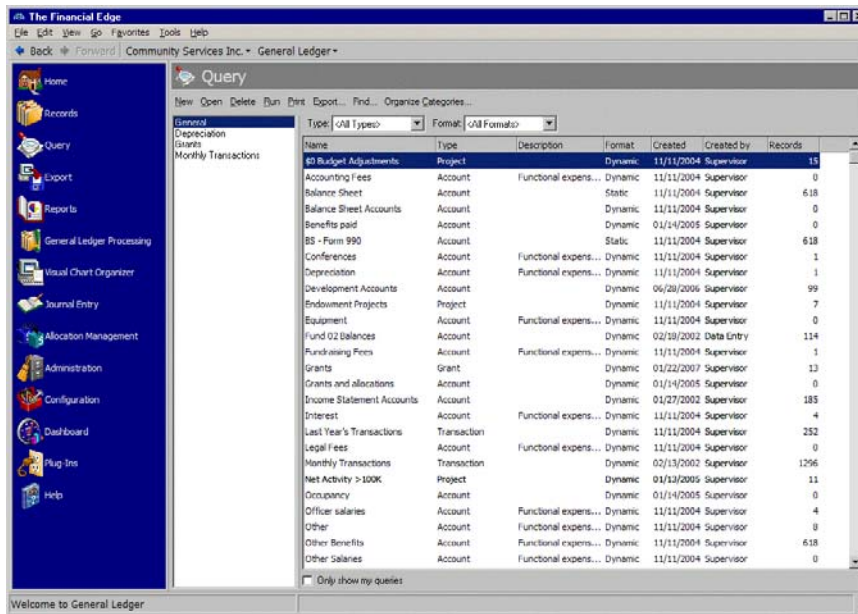 The Financial Edge
File Edit View Go Favorites Tools Help
Back Forward Community Services Inc. General Ledger
Home
Records
Query
Export
Reports
General Ledger Processing
Visual Chart Organizer
Journal Entry
Allocation Management
Administration
Configuration
Dashboard
Plug-Ins
Help
Query
New Open Delete Run Print Export... Find... Organize Categories...
General
Depreciation
Grants
Monthly Transactions
Type: <All Types> Format: <All Formats>
Name Type Description Format Created Created by Records
$0 Budget Adjustments Project Dynamic 11/11/2004 Supervisor 15
Accounting Fees Account Functional expens... Dynamic 11/11/2004 Supervisor 0
Balance Sheet Account Static 11/11/2004 Supervisor 618
Balance Sheet Accounts Account Dynamic 11/11/2004 Supervisor 0
Benefits paid Account Dynamic 01/14/2005 Supervisor 0
BS - Form 990 Account Static 11/11/2004 Supervisor 618
Conferences Account Functional expens... Dynamic 11/11/2004 Supervisor 1
Depreciation Account Functional expens... Dynamic 11/11/2004 Supervisor 1
Development Accounts Account Dynamic 06/28/2006 Supervisor 99
Endowment Projects Project Dynamic 11/11/2004 Supervisor 7
Equipment Account Functional expens... Dynamic 11/11/2004 Supervisor 0
Fund 02 Balances Account Dynamic 02/18/2002 Data Entry 114
Fundraising Fees Account Functional expens... Dynamic 11/11/2004 Supervisor 1
Grants Grant Dynamic 01/22/2007 Supervisor 13
Grants and allocations Account Dynamic 01/14/2005 Supervisor 0
Income Statement Accounts Account Dynamic 01/27/2002 Supervisor 185
Interest Account Functional expens... Dynamic 11/11/2004 Supervisor 4
Last Year's Transactions Transaction Dynamic 11/11/2004 Supervisor 252
Legal Fees Account Functional expens... Dynamic 11/11/2004 Supervisor 0
Monthly Transactions Transaction Dynamic 02/13/2002 Supervisor 1296
Net Activity >100K Project Dynamic 01/13/2005 Supervisor 11
Occupancy Account Dynamic 01/14/2005 Supervisor 0
Officer salaries Account Functional expens... Dynamic 11/11/2004 Supervisor 4
Other Account Functional expens... Dynamic 11/11/2004 Supervisor 8
Other Benefits Account Functional expens... Dynamic 11/11/2004 Supervisor 618
Other Salaries Account Functional expens... Dynamic 11/11/2004 Supervisor 0
Only show my queries
Welcome to General Ledger